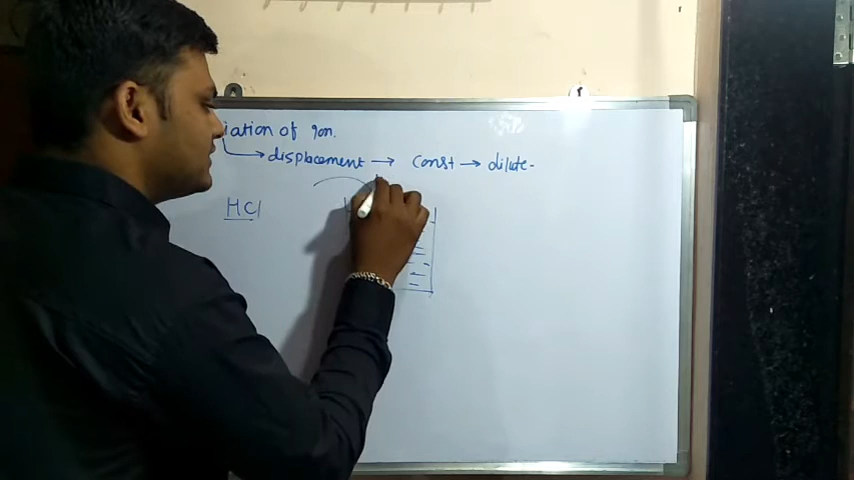 iation of ion.
displacement → Const → dilute-
HCl